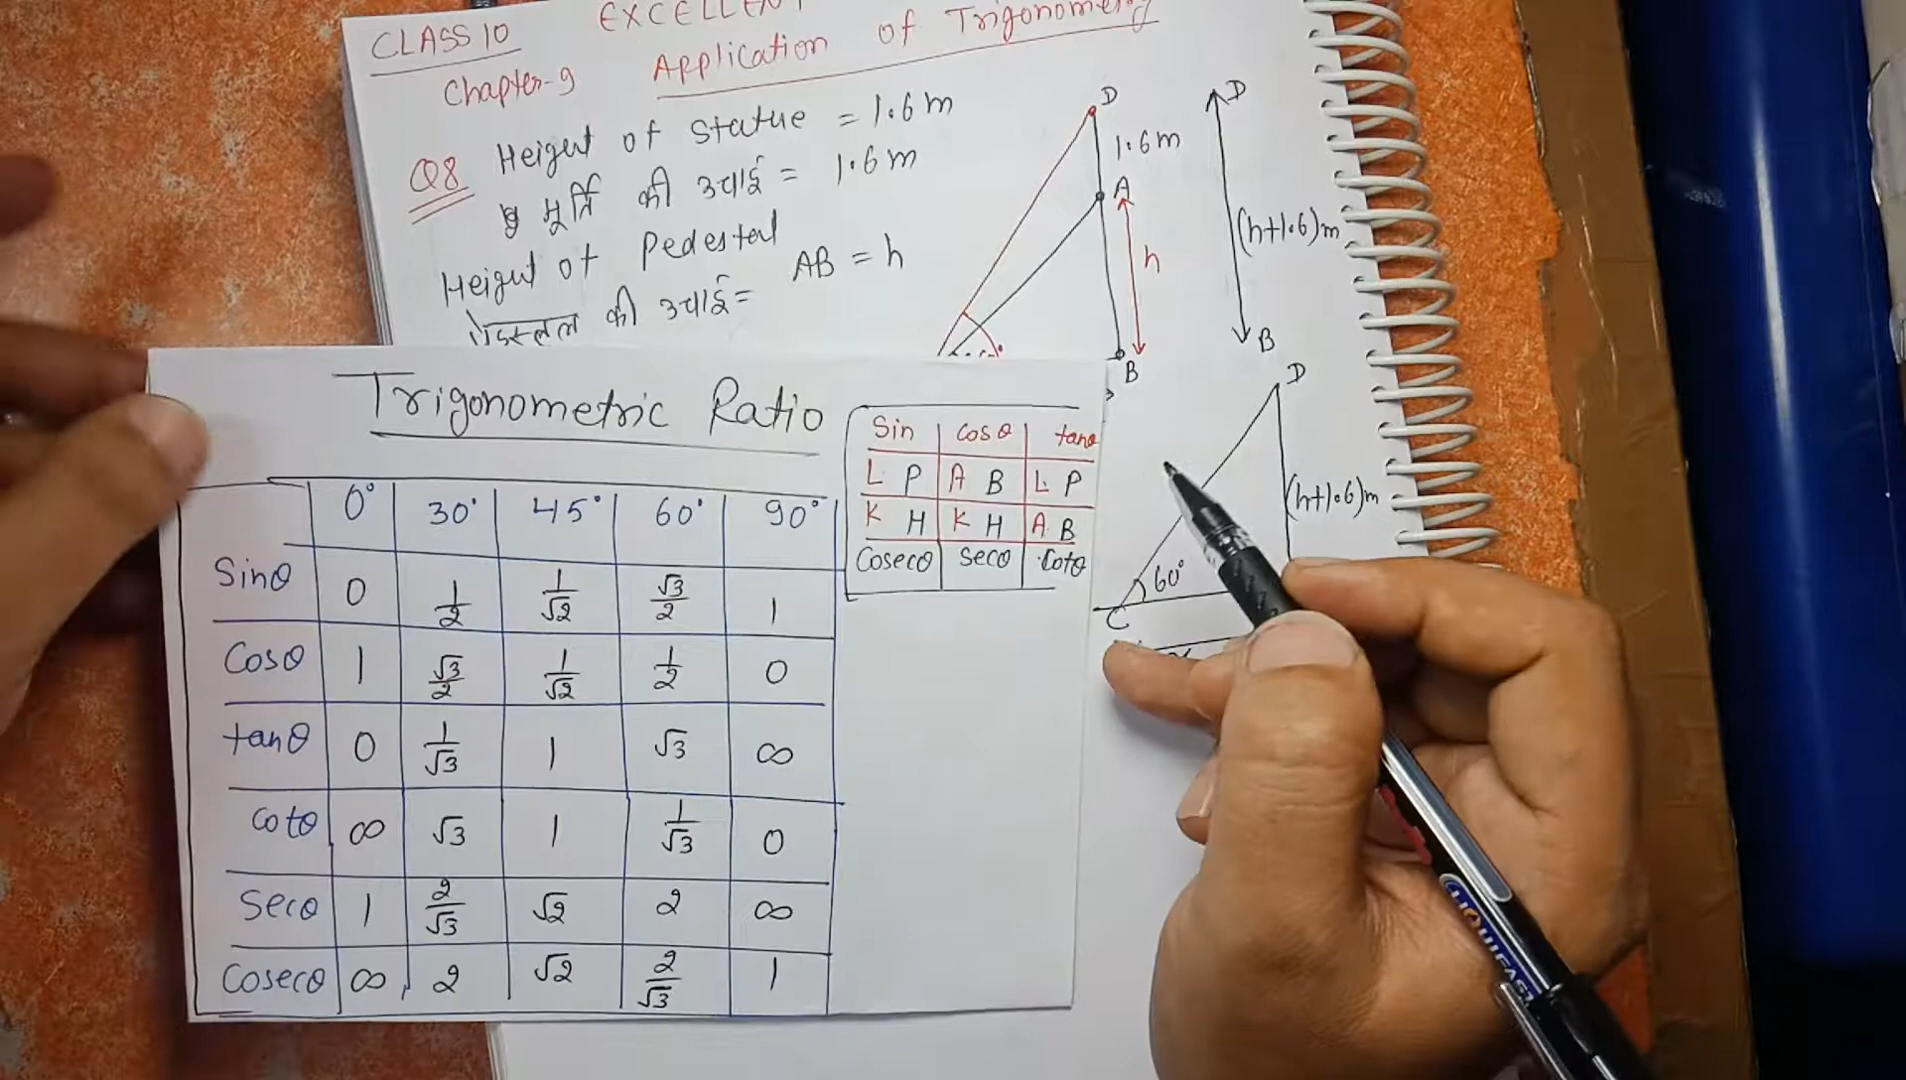 CLASS 10 EXCELLENT
Chapter-9 Application of Trigonometry
Q8 Height of Statue = 1.6 m
मूर्ति की उचाई = 1.6 m
Height of Pedestal AB = h
की उचाई =
D
1.6m
A
h
B
D
(h+1.6)m
B
D
(h+1.6)m
60°
C
Trigonometric Ratio
Sin | cosθ | tanθ
L P | A B | L P
K H | K H | A B
Cosecθ | Secθ | Cotθ
0° | 30° | 45° | 60° | 90°
Sinθ | 0 | 1/2 | 1/√2 | √3/2 | 1
Cosθ | 1 | √3/2 | 1/√2 | 1/2 | 0
tanθ | 0 | 1/√3 | 1 | √3 | ∞
Cotθ | ∞ | √3 | 1 | 1/√3 | 0
Secθ | 1 | 2/√3 | √2 | 2 | ∞
Cosecθ | ∞ | 2 | √2 | 2/√3 | 1